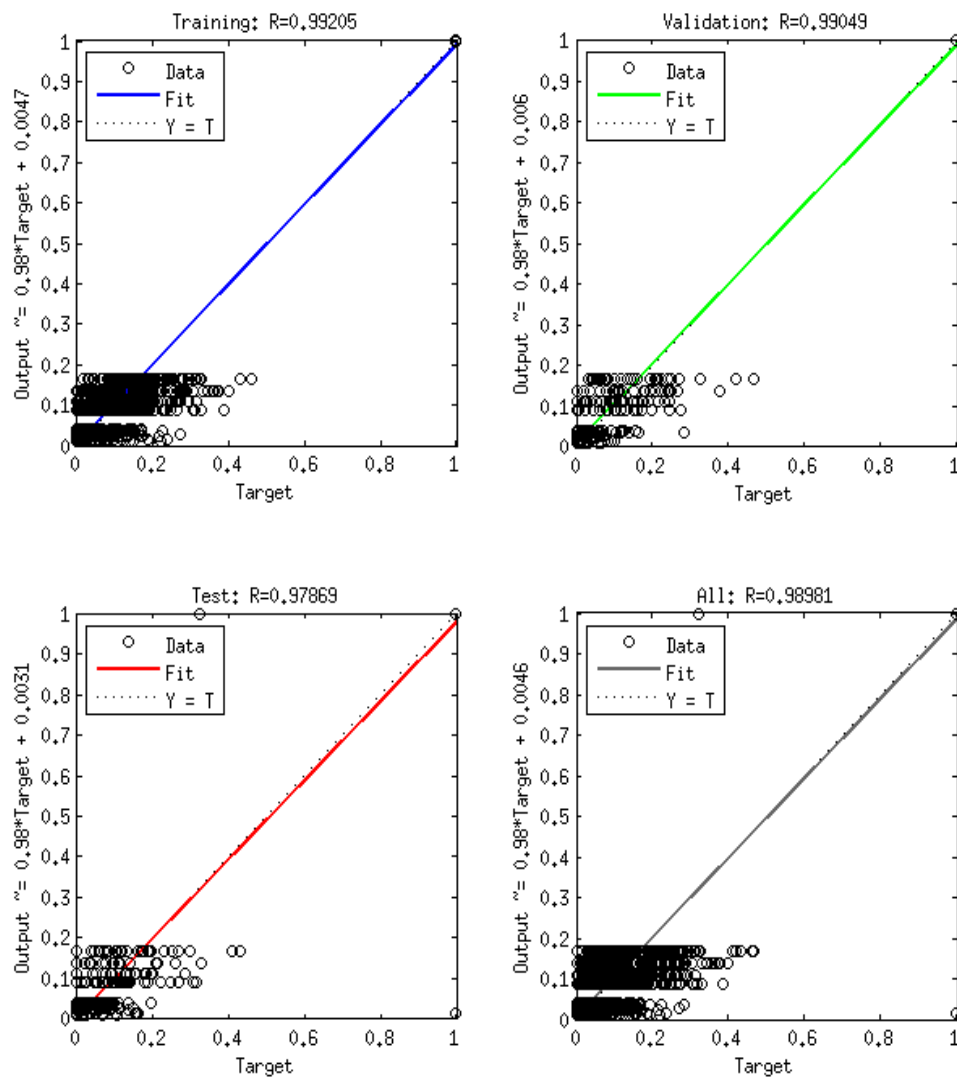 Training: R=0.99205
Output ~= 0.98*Target + 0.0047
1
0.9
0.8
0.7
0.6
0.5
0.4
0.3
0.2
0.1
0
Data
Fit
Y = T
0 0.2 0.4 0.6 0.8 1
Target
Validation: R=0.99049
Output ~= 0.98*Target + 0.006
1
0.9
0.8
0.7
0.6
0.5
0.4
0.3
0.2
0.1
0
Data
Fit
Y = T
0 0.2 0.4 0.6 0.8 1
Target
Test: R=0.97869
Output ~= 0.98*Target + 0.0031
1
0.9
0.8
0.7
0.6
0.5
0.4
0.3
0.2
0.1
0
Data
Fit
Y = T
0 0.2 0.4 0.6 0.8 1
Target
All: R=0.98981
Output ~= 0.98*Target + 0.0046
1
0.9
0.8
0.7
0.6
0.5
0.4
0.3
0.2
0.1
0
Data
Fit
Y = T
0 0.2 0.4 0.6 0.8 1
Target